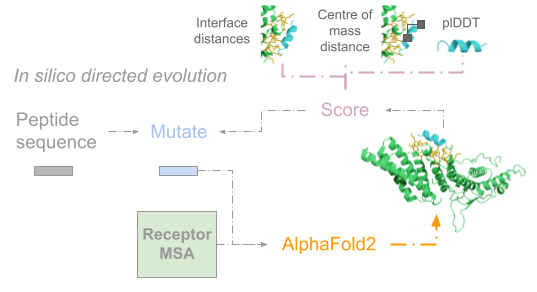 Interface
distances
Centre of
mass
distance
plDDT
In silico directed evolution
Score
Peptide
sequence
Mutate
Receptor
MSA
AlphaFold2